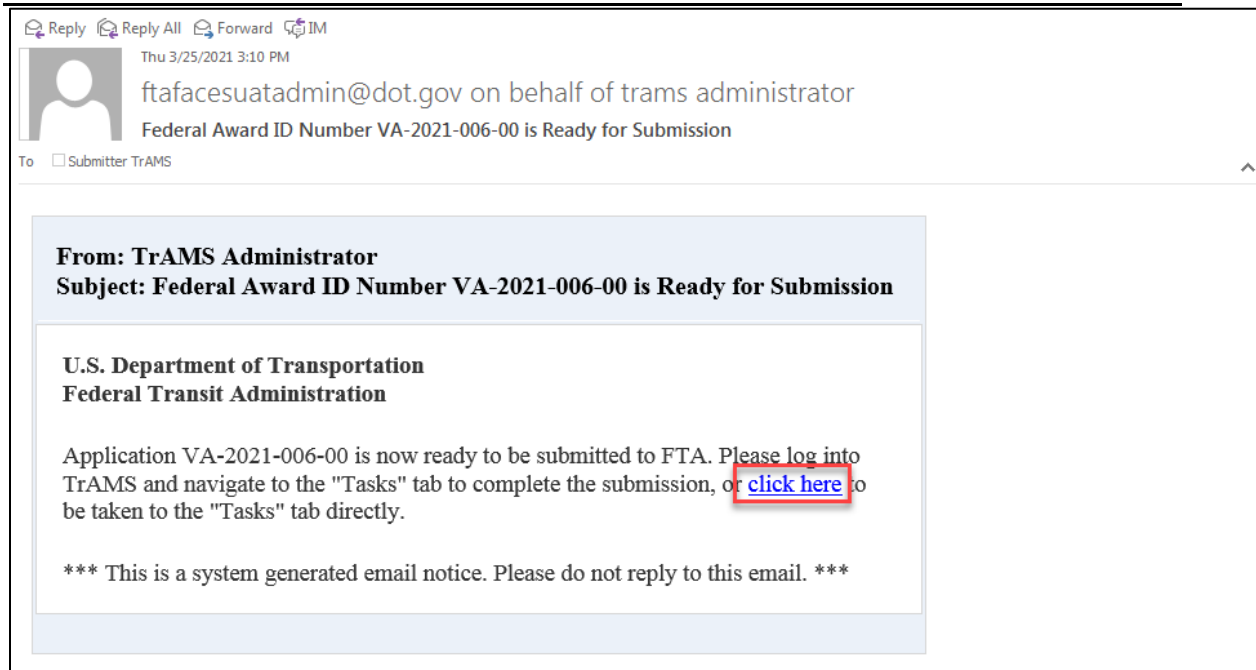 Reply Reply All Forward IM
Thu 3/25/2021 3:10 PM
ftafacesuatadmin@dot.gov on behalf of trams administrator
Federal Award ID Number VA-2021-006-00 is Ready for Submission
To Submitter TrAMS
From: TrAMS Administrator
Subject: Federal Award ID Number VA-2021-006-00 is Ready for Submission
U.S. Department of Transportation
Federal Transit Administration
Application VA-2021-006-00 is now ready to be submitted to FTA. Please log into
TrAMS and navigate to the "Tasks" tab to complete the submission, or click here to
be taken to the "Tasks" tab directly.
*** This is a system generated email notice. Please do not reply to this email. ***